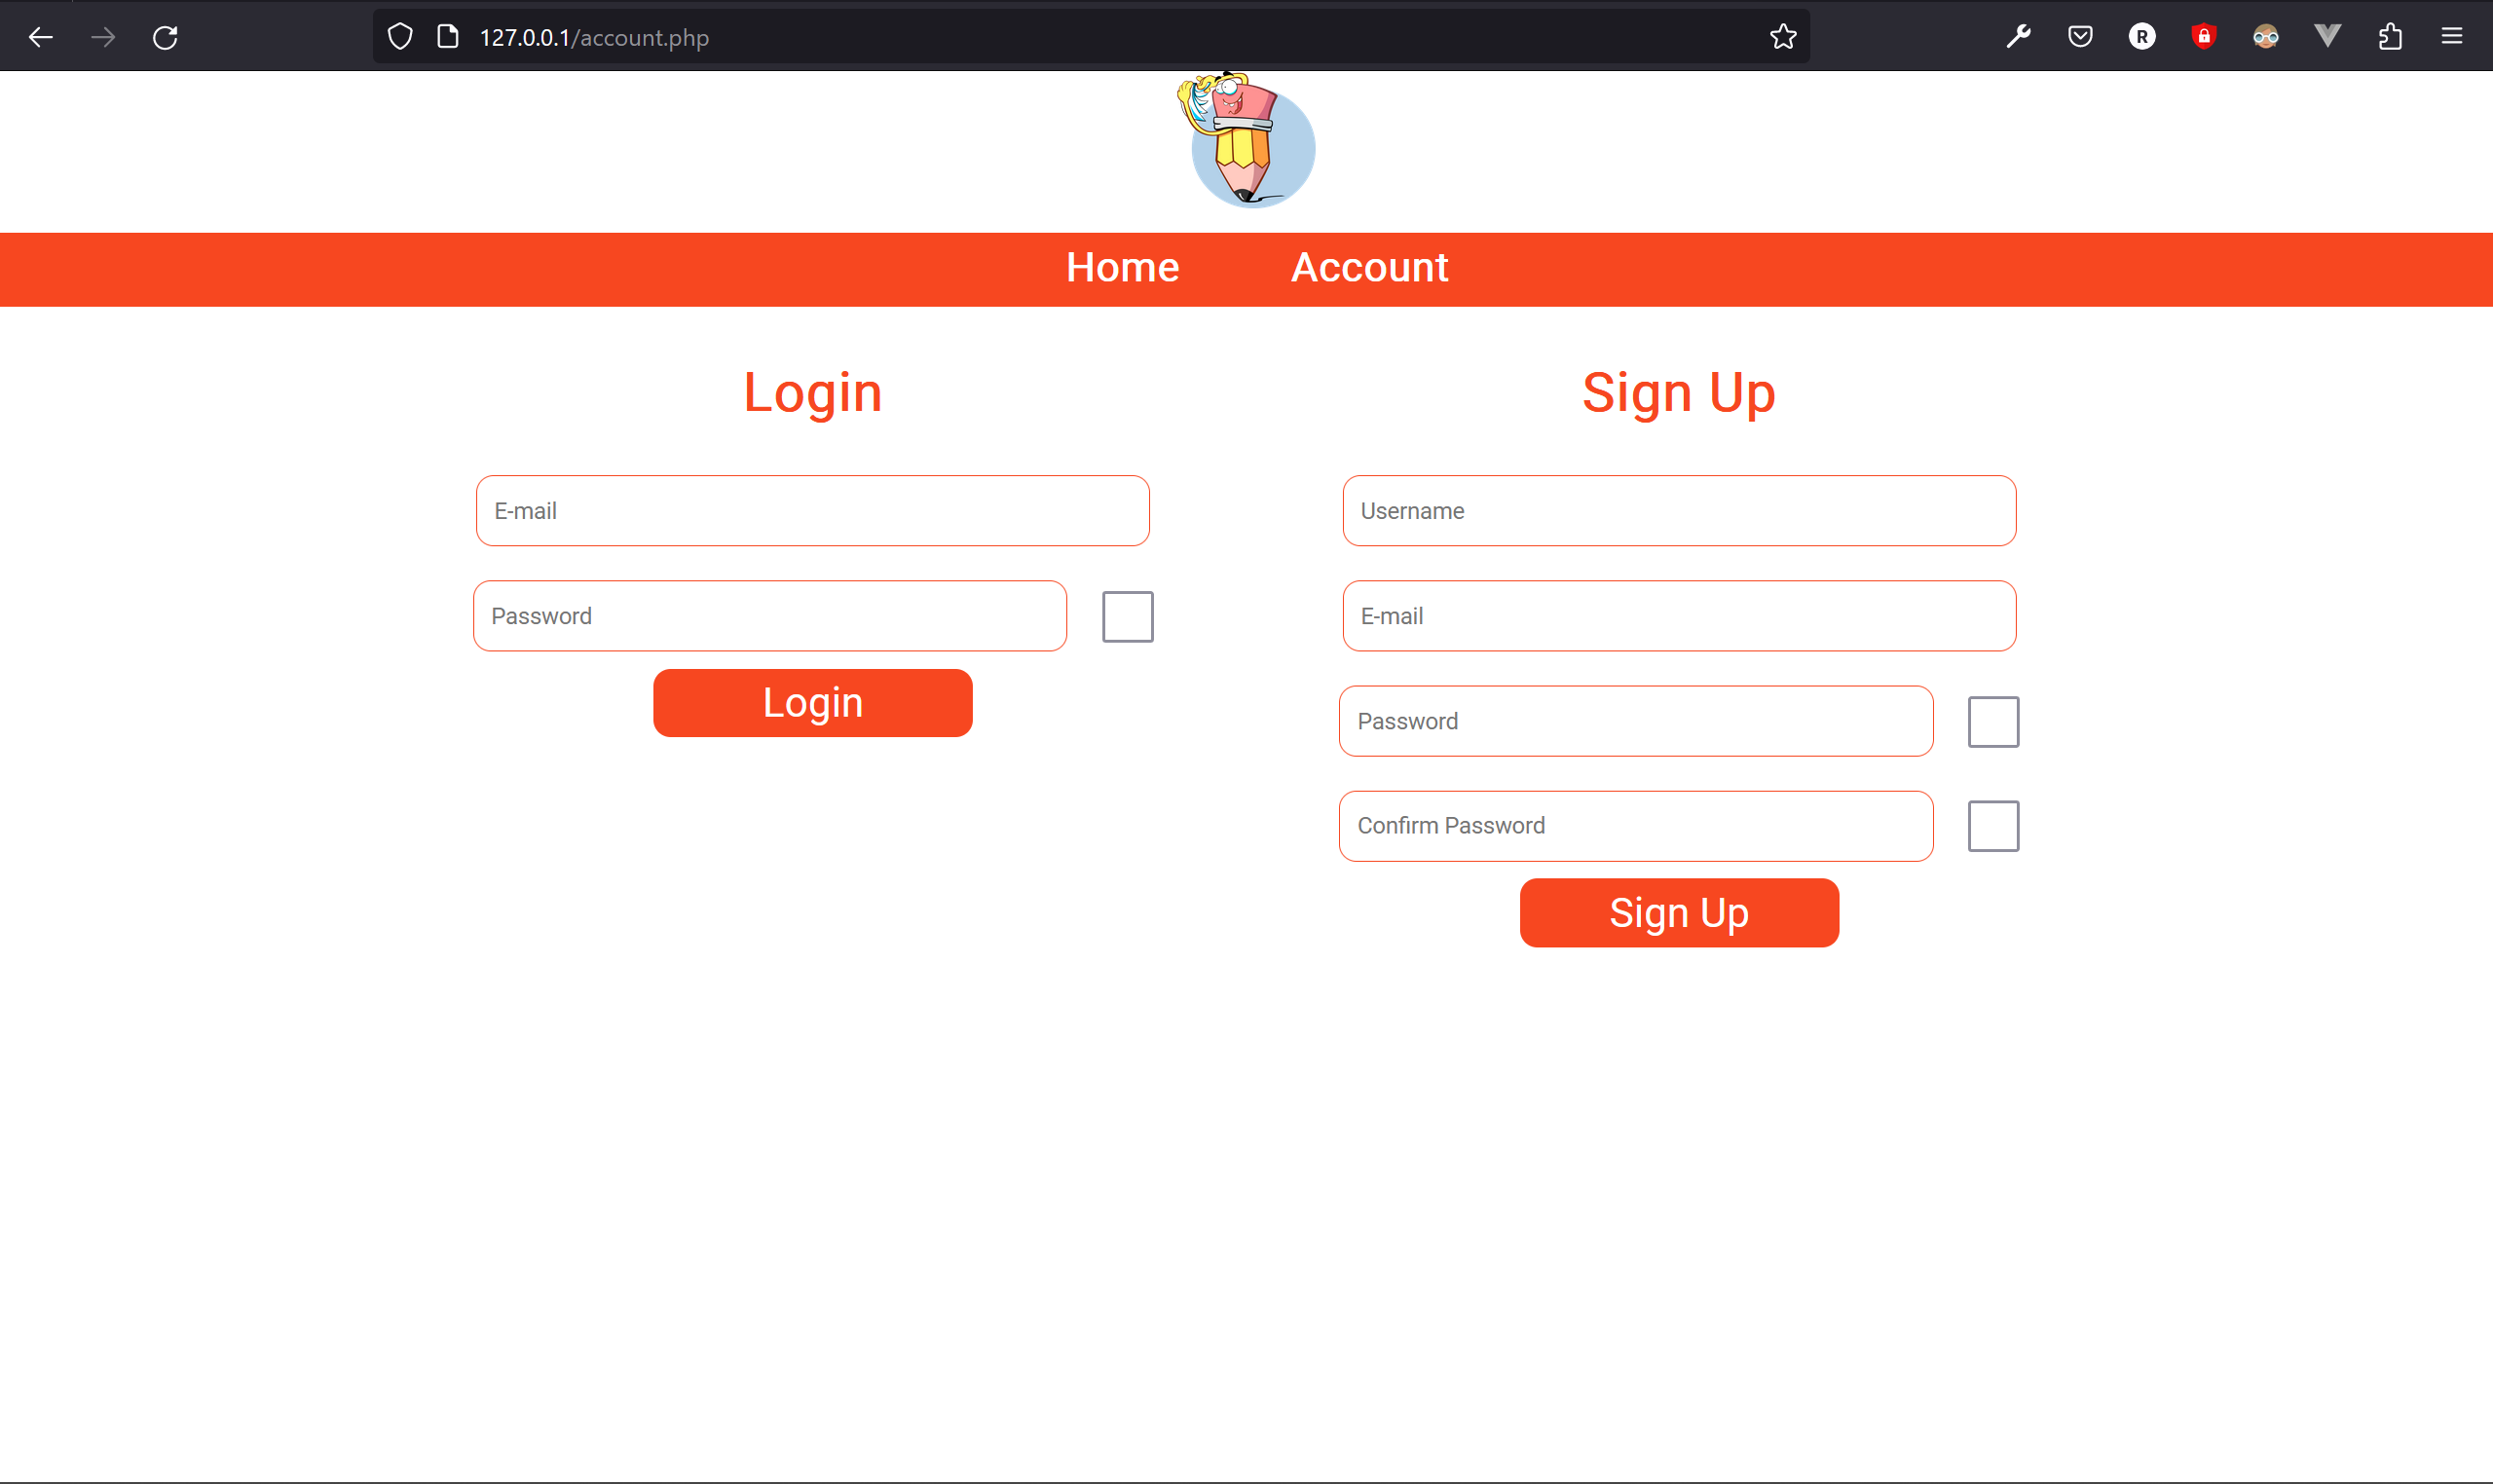 127.0.0.1/account.php
R
Home Account
Login
E-mail
Password
Login
Sign Up
Username
E-mail
Password
Confirm Password
Sign Up